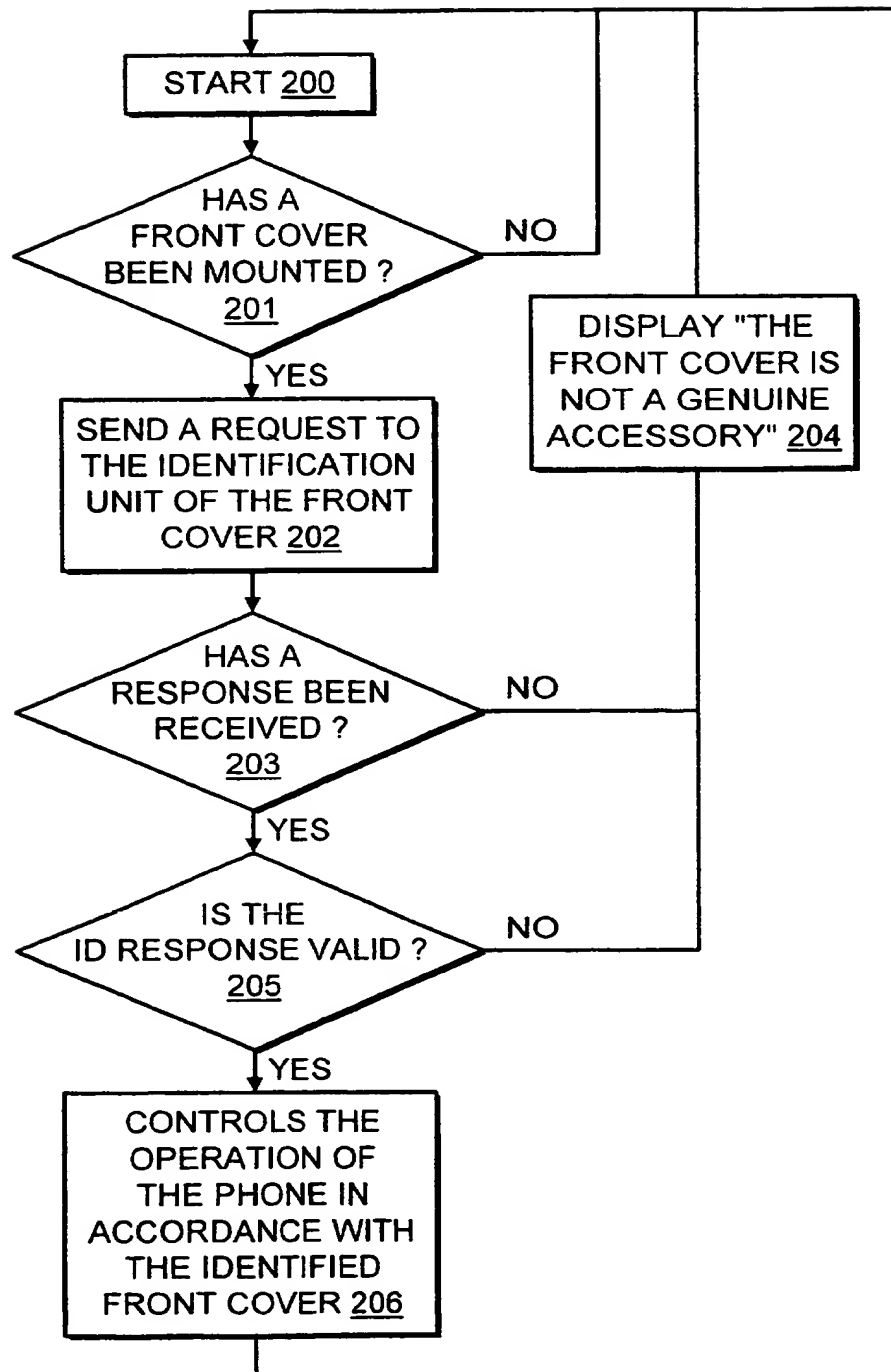 START 200
HAS A
FRONT COVER
BEEN MOUNTED ?
201
NO
YES
SEND A REQUEST TO
THE IDENTIFICATION
UNIT OF THE FRONT
COVER 202
HAS A
RESPONSE BEEN
RECEIVED ?
203
NO
DISPLAY "THE
FRONT COVER IS
NOT A GENUINE
ACCESSORY" 204
YES
IS THE
ID RESPONSE VALID ?
205
NO
YES
CONTROLS THE
OPERATION OF
THE PHONE IN
ACCORDANCE WITH
THE IDENTIFIED
FRONT COVER 206